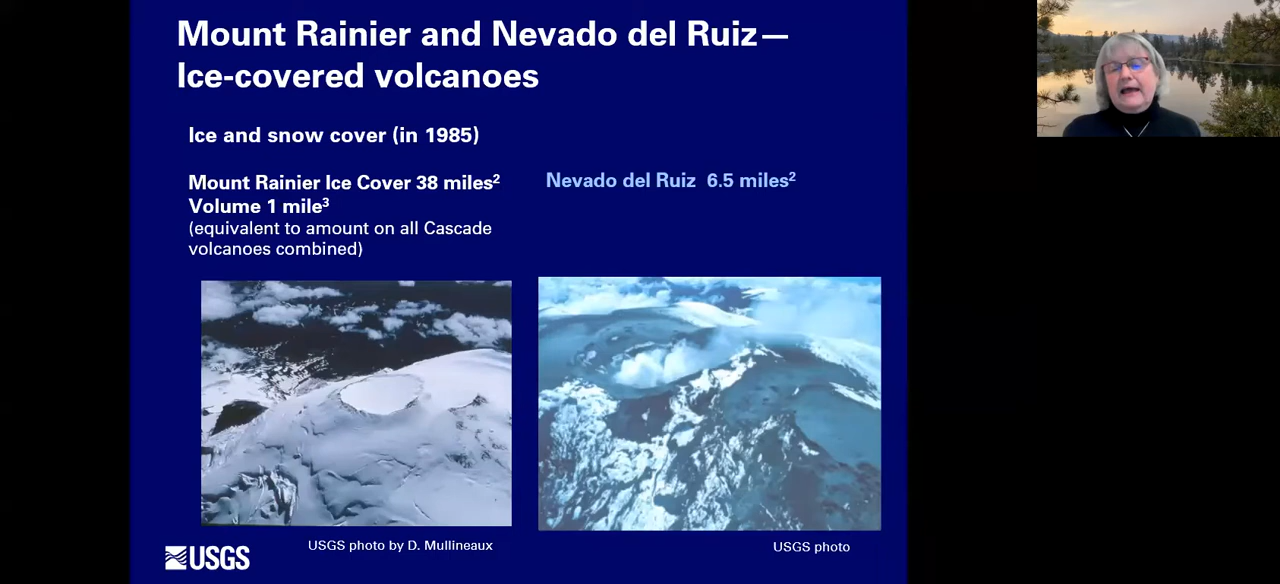 Mount Rainier and Nevado del Ruiz—
Ice-covered volcanoes
Ice and snow cover (in 1985)
Mount Rainier Ice Cover 38 miles²
Volume 1 mile³
(equivalent to amount on all Cascade
volcanoes combined)
Nevado del Ruiz 6.5 miles²
USGS photo by D. Mullineaux
USGS photo
USGS